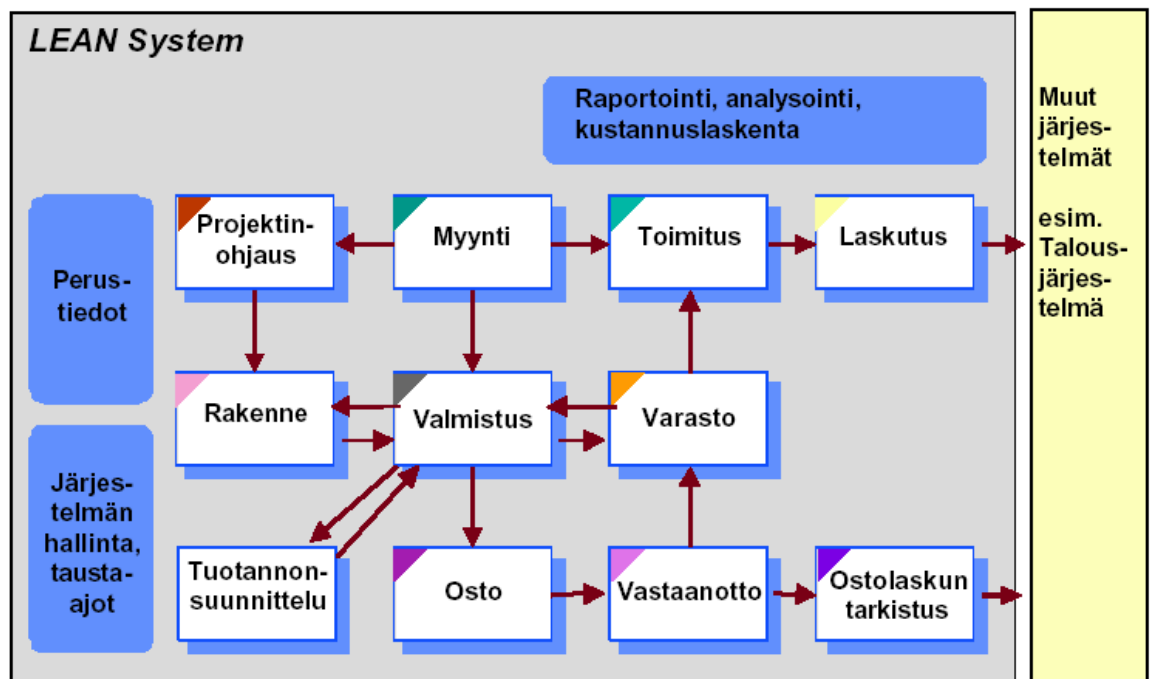 LEAN System
Raportointi, analysointi,
kustannuslaskenta
Muut
järjes-
telmät
esim.
Talous-
järjes-
telmä
Perus-
tiedot
Projektin-
ohjaus
Myynti
Toimitus
Laskutus
Rakenne
Valmistus
Varasto
Järjes-
telmän
hallinta,
tausta-
ajot
Tuotannon-
suunnittelu
Osto
Vastaanotto
Ostolaskun
tarkistus